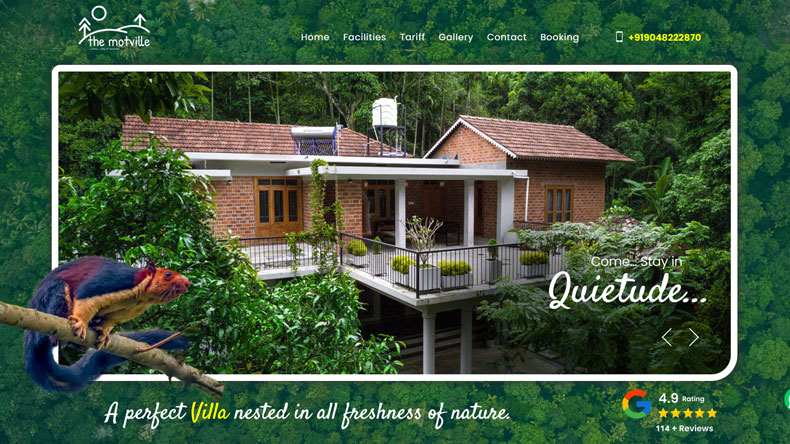 the motville
Home Facilities Tariff Gallery Contact Booking
+919048222870
Come... Stay in
Quietude...
A perfect Villa nested in all freshness of nature.
4.9 Rating
114 + Reviews